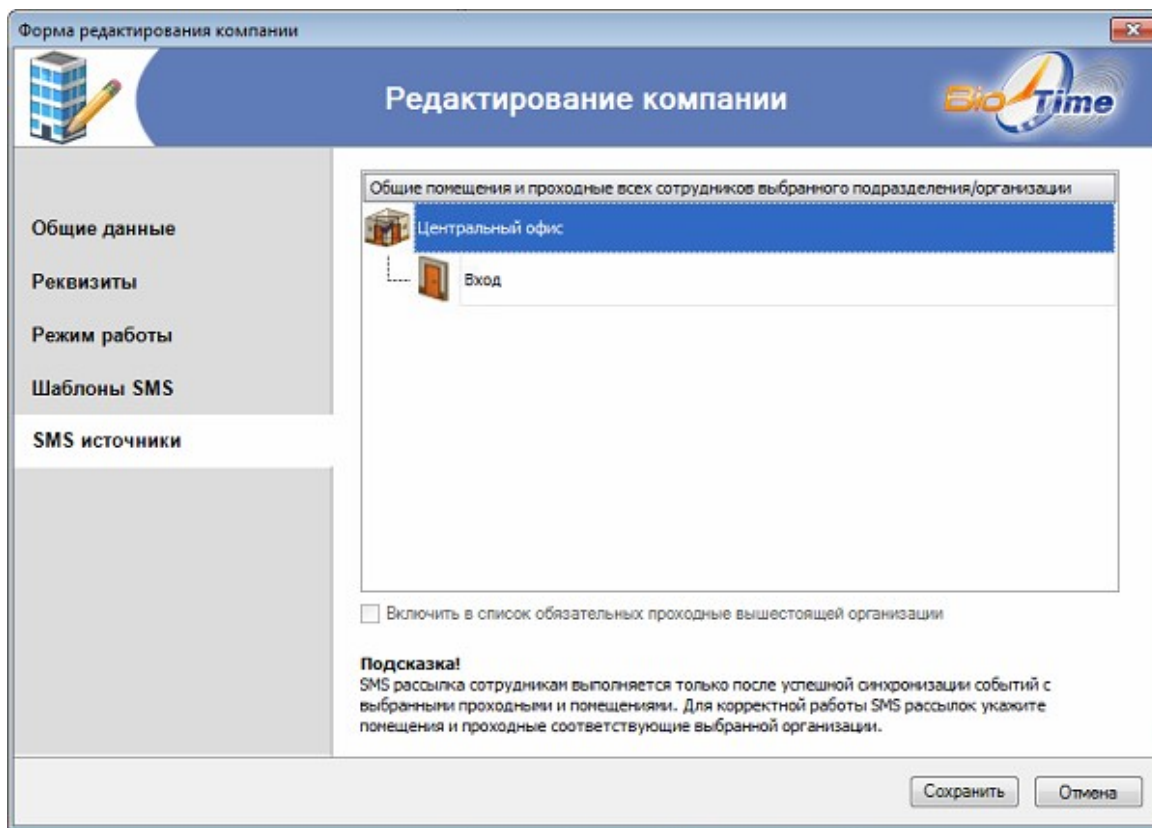 Форма редактирования компании
Редактирование компании
BioTime
Общие данные
Реквизиты
Режим работы
Шаблоны SMS
SMS источники
Общие помещения и проходные всех сотрудников выбранного подразделения/организации
Центральный офис
Вход
Включить в список обязательных проходные вышестоящей организации
Подсказка!
SMS рассылка сотрудникам выполняется только после успешной синхронизации событий с
выбранными проходными и помещениями. Для корректной работы SMS рассылок укажите
помещения и проходные соответствующие выбранной организации.
Сохранить
Отмена